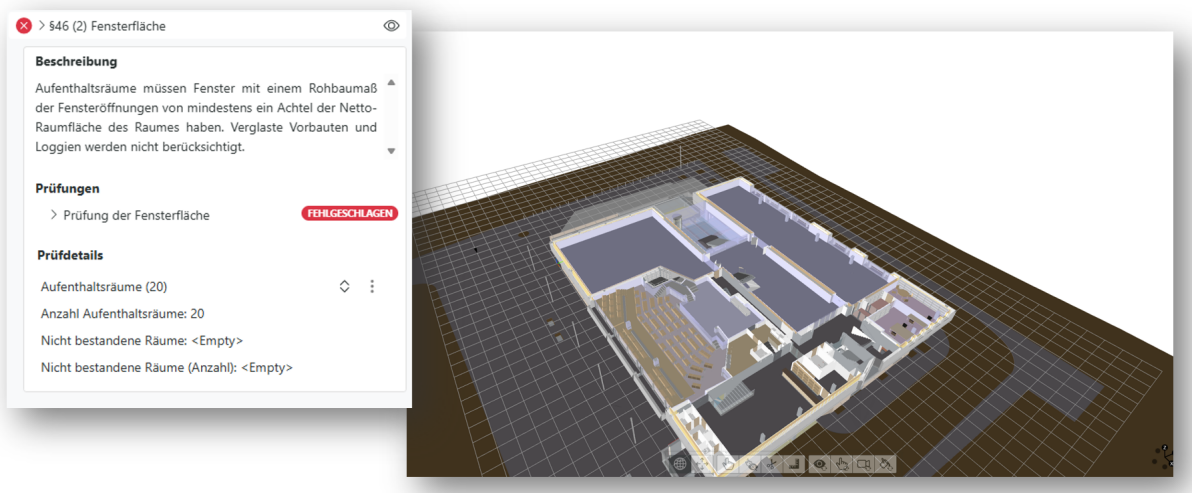 §46 (2) Fensterfläche
Beschreibung
Aufenthaltsräume müssen Fenster mit einem Rohbaumaß
der Fensteröffnungen von mindestens ein Achtel der Netto-
Raumfläche des Raumes haben. Verglaste Vorbauten und
Loggien werden nicht berücksichtigt.
Prüfungen
Prüfung der Fensterfläche FEHLGESCHLAGEN
Prüfdetails
Aufenthaltsräume (20)
Anzahl Aufenthaltsräume: 20
Nicht bestandene Räume: <Empty>
Nicht bestandene Räume (Anzahl): <Empty>